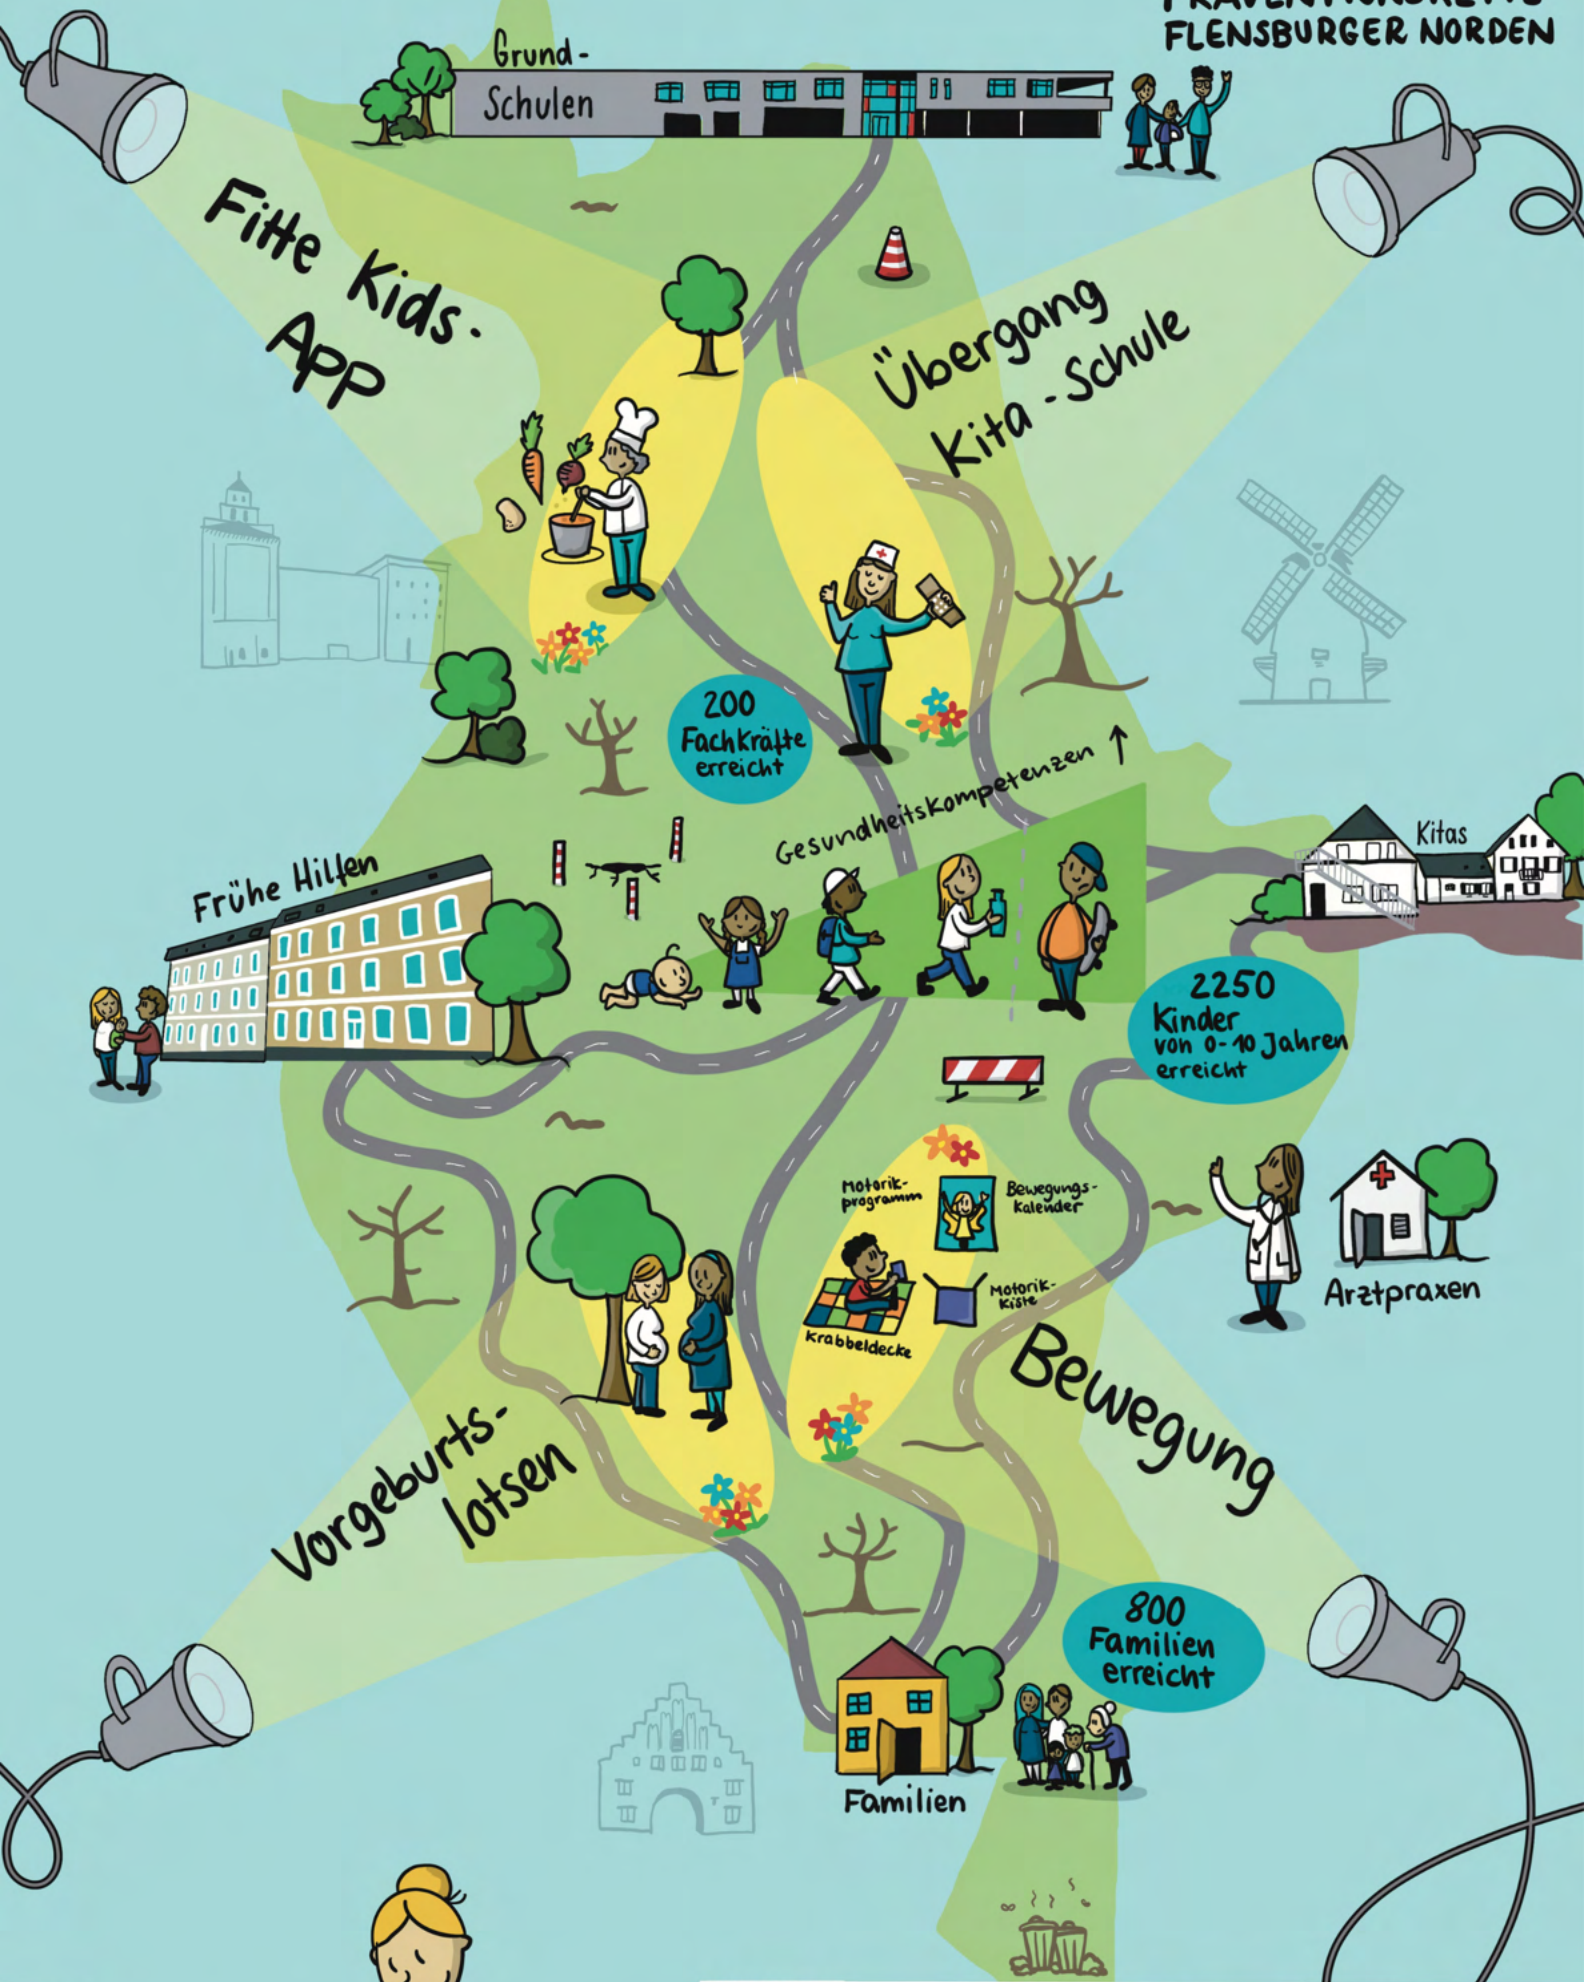 PRÄVENTIONSKETTE
FLENSBURGER NORDEN
Grund-
Schulen
Fitte Kids-
App
Übergang
Kita-Schule
200
Fachkräfte
erreicht
Gesundheitskompetenzen ↑
Kitas
Frühe Hilfen
2250
Kinder
von 0-10 Jahren
erreicht
Motorik-
programm
Bewegungs-
kalender
Motorik-
kiste
Krabbeldecke
Arztpraxen
Bewegung
Vorgeburts-
lotsen
800
Familien
erreicht
Familien